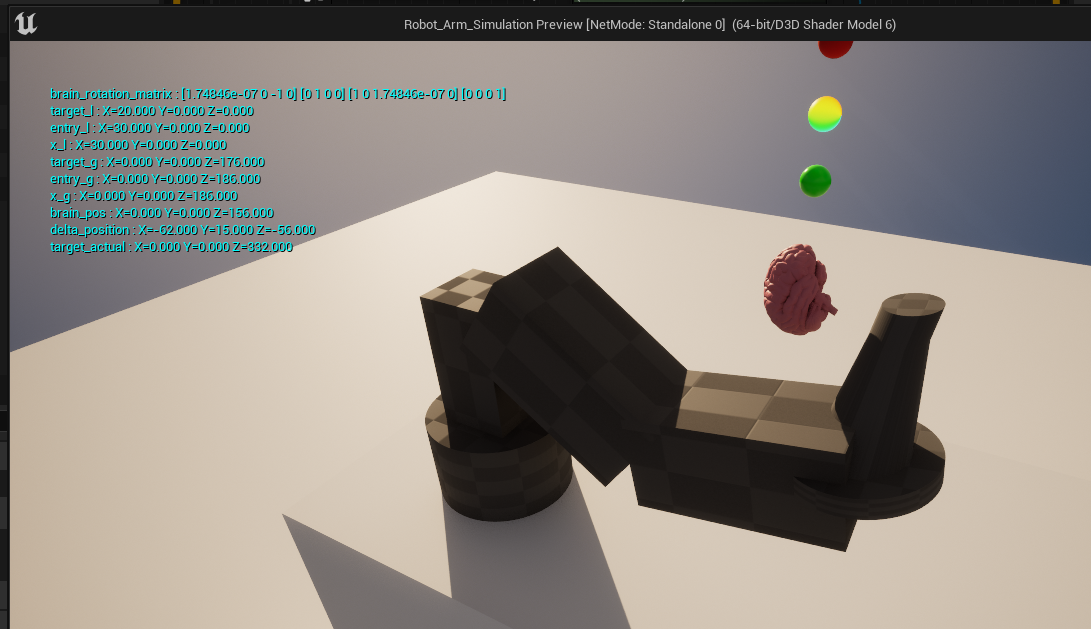 Robot_Arm_Simulation Preview [NetMode: Standalone 0] (64-bit/D3D Shader Model 6)
brain_rotation_matrix : [1.74846e-07 0 -1 0] [0 1 0 0] [1 0 1.74846e-07 0] [0 0 0 1]
target_l : X=20.000 Y=0.000 Z=0.000
entry_l : X=30.000 Y=0.000 Z=0.000
x_l : X=30.000 Y=0.000 Z=0.000
target_g : X=0.000 Y=0.000 Z=176.000
entry_g : X=0.000 Y=0.000 Z=186.000
x_g : X=0.000 Y=0.000 Z=186.000
brain_pos : X=0.000 Y=0.000 Z=156.000
delta_position : X=-62.000 Y=15.000 Z=-56.000
target_actual : X=0.000 Y=0.000 Z=332.000